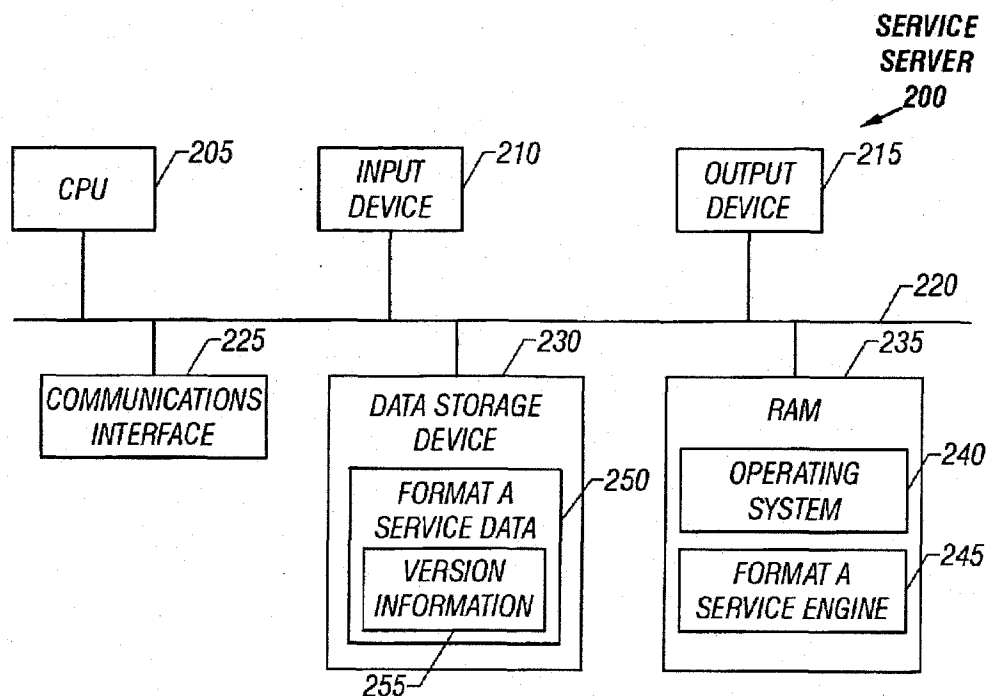 SERVICE
SERVER
200
CPU
205
INPUT
DEVICE
210
OUTPUT
DEVICE
215
220
COMMUNICATIONS
INTERFACE
225
DATA STORAGE
DEVICE
230
FORMAT A
SERVICE DATA
250
VERSION
INFORMATION
255
RAM
235
OPERATING
SYSTEM
240
FORMAT A
SERVICE ENGINE
245